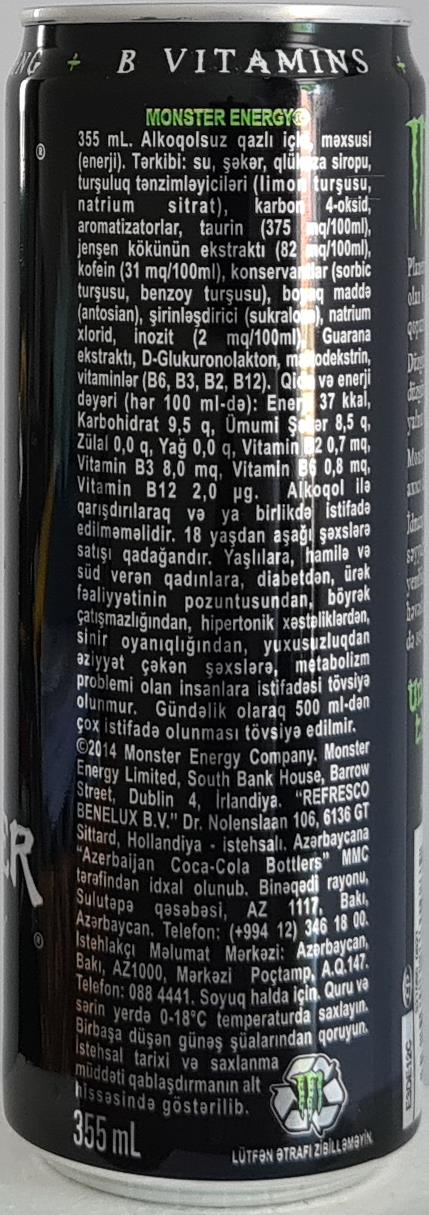 B VITAMINS
MONSTER ENERGY®
355 mL. Alkoqolsuz qazlı içki, məxsusi
(enerji). Tərkibi: su, şəkər, qlükoza siropu,
turşuluq tənzimləyiciləri (limon turşusu,
natrium sitrat), karbon 4-oksid,
aromatizatorlar, taurin (375 mq/100ml),
jenşen kökünün ekstraktı (82 mq/100ml),
kofein (31 mq/100ml), konservantlar (sorbic
turşusu, benzoy turşusu), boyaq maddə
(antosian), şirinləşdirici (sukraloza), natrium
xlorid, inozit (2 mq/100ml), Guarana
ekstraktı, D-Glukuronolakton, maltodekstrin,
vitaminlər (B6, B3, B2, B12). Qida və enerji
dəyəri (hər 100 ml-də): Enerji 37 kkal,
Karbohidrat 9,5 q, Ümumi Şəkər 8,5 q,
Zülal 0,0 q, Yağ 0,0 q, Vitamin B2 0,7 mq,
Vitamin B3 8,0 mq, Vitamin B6 0,8 mq,
Vitamin B12 2,0 µg. Alkoqol ilə
qarışdırılaraq və ya birlikdə istifadə
edilməməlidir. 18 yaşdan aşağı şəxslərə
satışı qadağandır. Yaşlılara, hamilə və
süd verən qadınlara, diabetdən, ürək
fəaliyyətinin pozuntusundan, böyrək
çatışmazlığından, hipertonik xəstəliklərdən,
sinir oyanıqlığından, yuxusuzluqdan
əziyyət çəkən şəxslərə, metabolizm
problemi olan insanlara istifadəsi tövsiyə
olunmur. Gündəlik olaraq 500 ml-dən
çox istifadə olunması tövsiyə edilmir.
©2014 Monster Energy Company. Monster
Energy Limited, South Bank House, Barrow
Street, Dublin 4, İrlandiya. "REFRESCO
BENELUX B.V." Dr. Nolenslaan 106, 6136 GT
Sittard, Hollandiya - istehsalı. Azərbaycana
"Azerbaijan Coca-Cola Bottlers" MMC
tərəfindən idxal olunub. Binəqədi rayonu,
Sulutəpə qəsəbəsi, AZ 1117, Bakı,
Azərbaycan. Telefon: (+994 12) 346 18 00.
İstehlakçı Məlumat Mərkəzi: Azərbaycan,
Bakı, AZ1000, Mərkəzi Poçtamp, A.Q.147.
Telefon: 088 4441. Soyuq halda için. Quru və
sərin yerdə 0-18°C temperaturda saxlayın.
Birbaşa düşən günəş şüalarından qoruyun.
İstehsal tarixi və saxlanma
müddəti qablaşdırmanın alt
hissəsində göstərilib.
355 mL
LÜTFƏN ƏTRAFI ZİBİLLƏMƏYİN.
E3DE12C